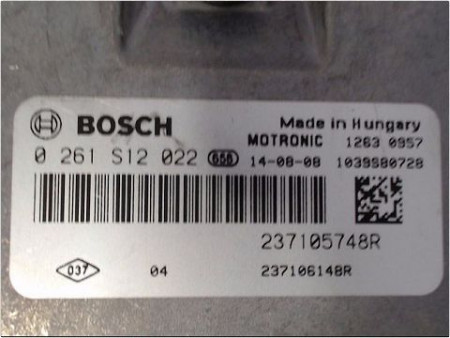 BOSCH
Made in Hungary
MOTRONIC 1263 0957
0 261 S12 022 656 14-08-08 1039S80728
237105748R
037 04 237106148R